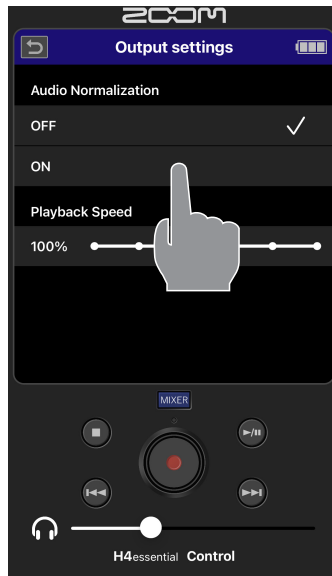 ZOOM
Output settings
Audio Normalization
OFF
ON
Playback Speed
100%
MIXER
H4essential Control